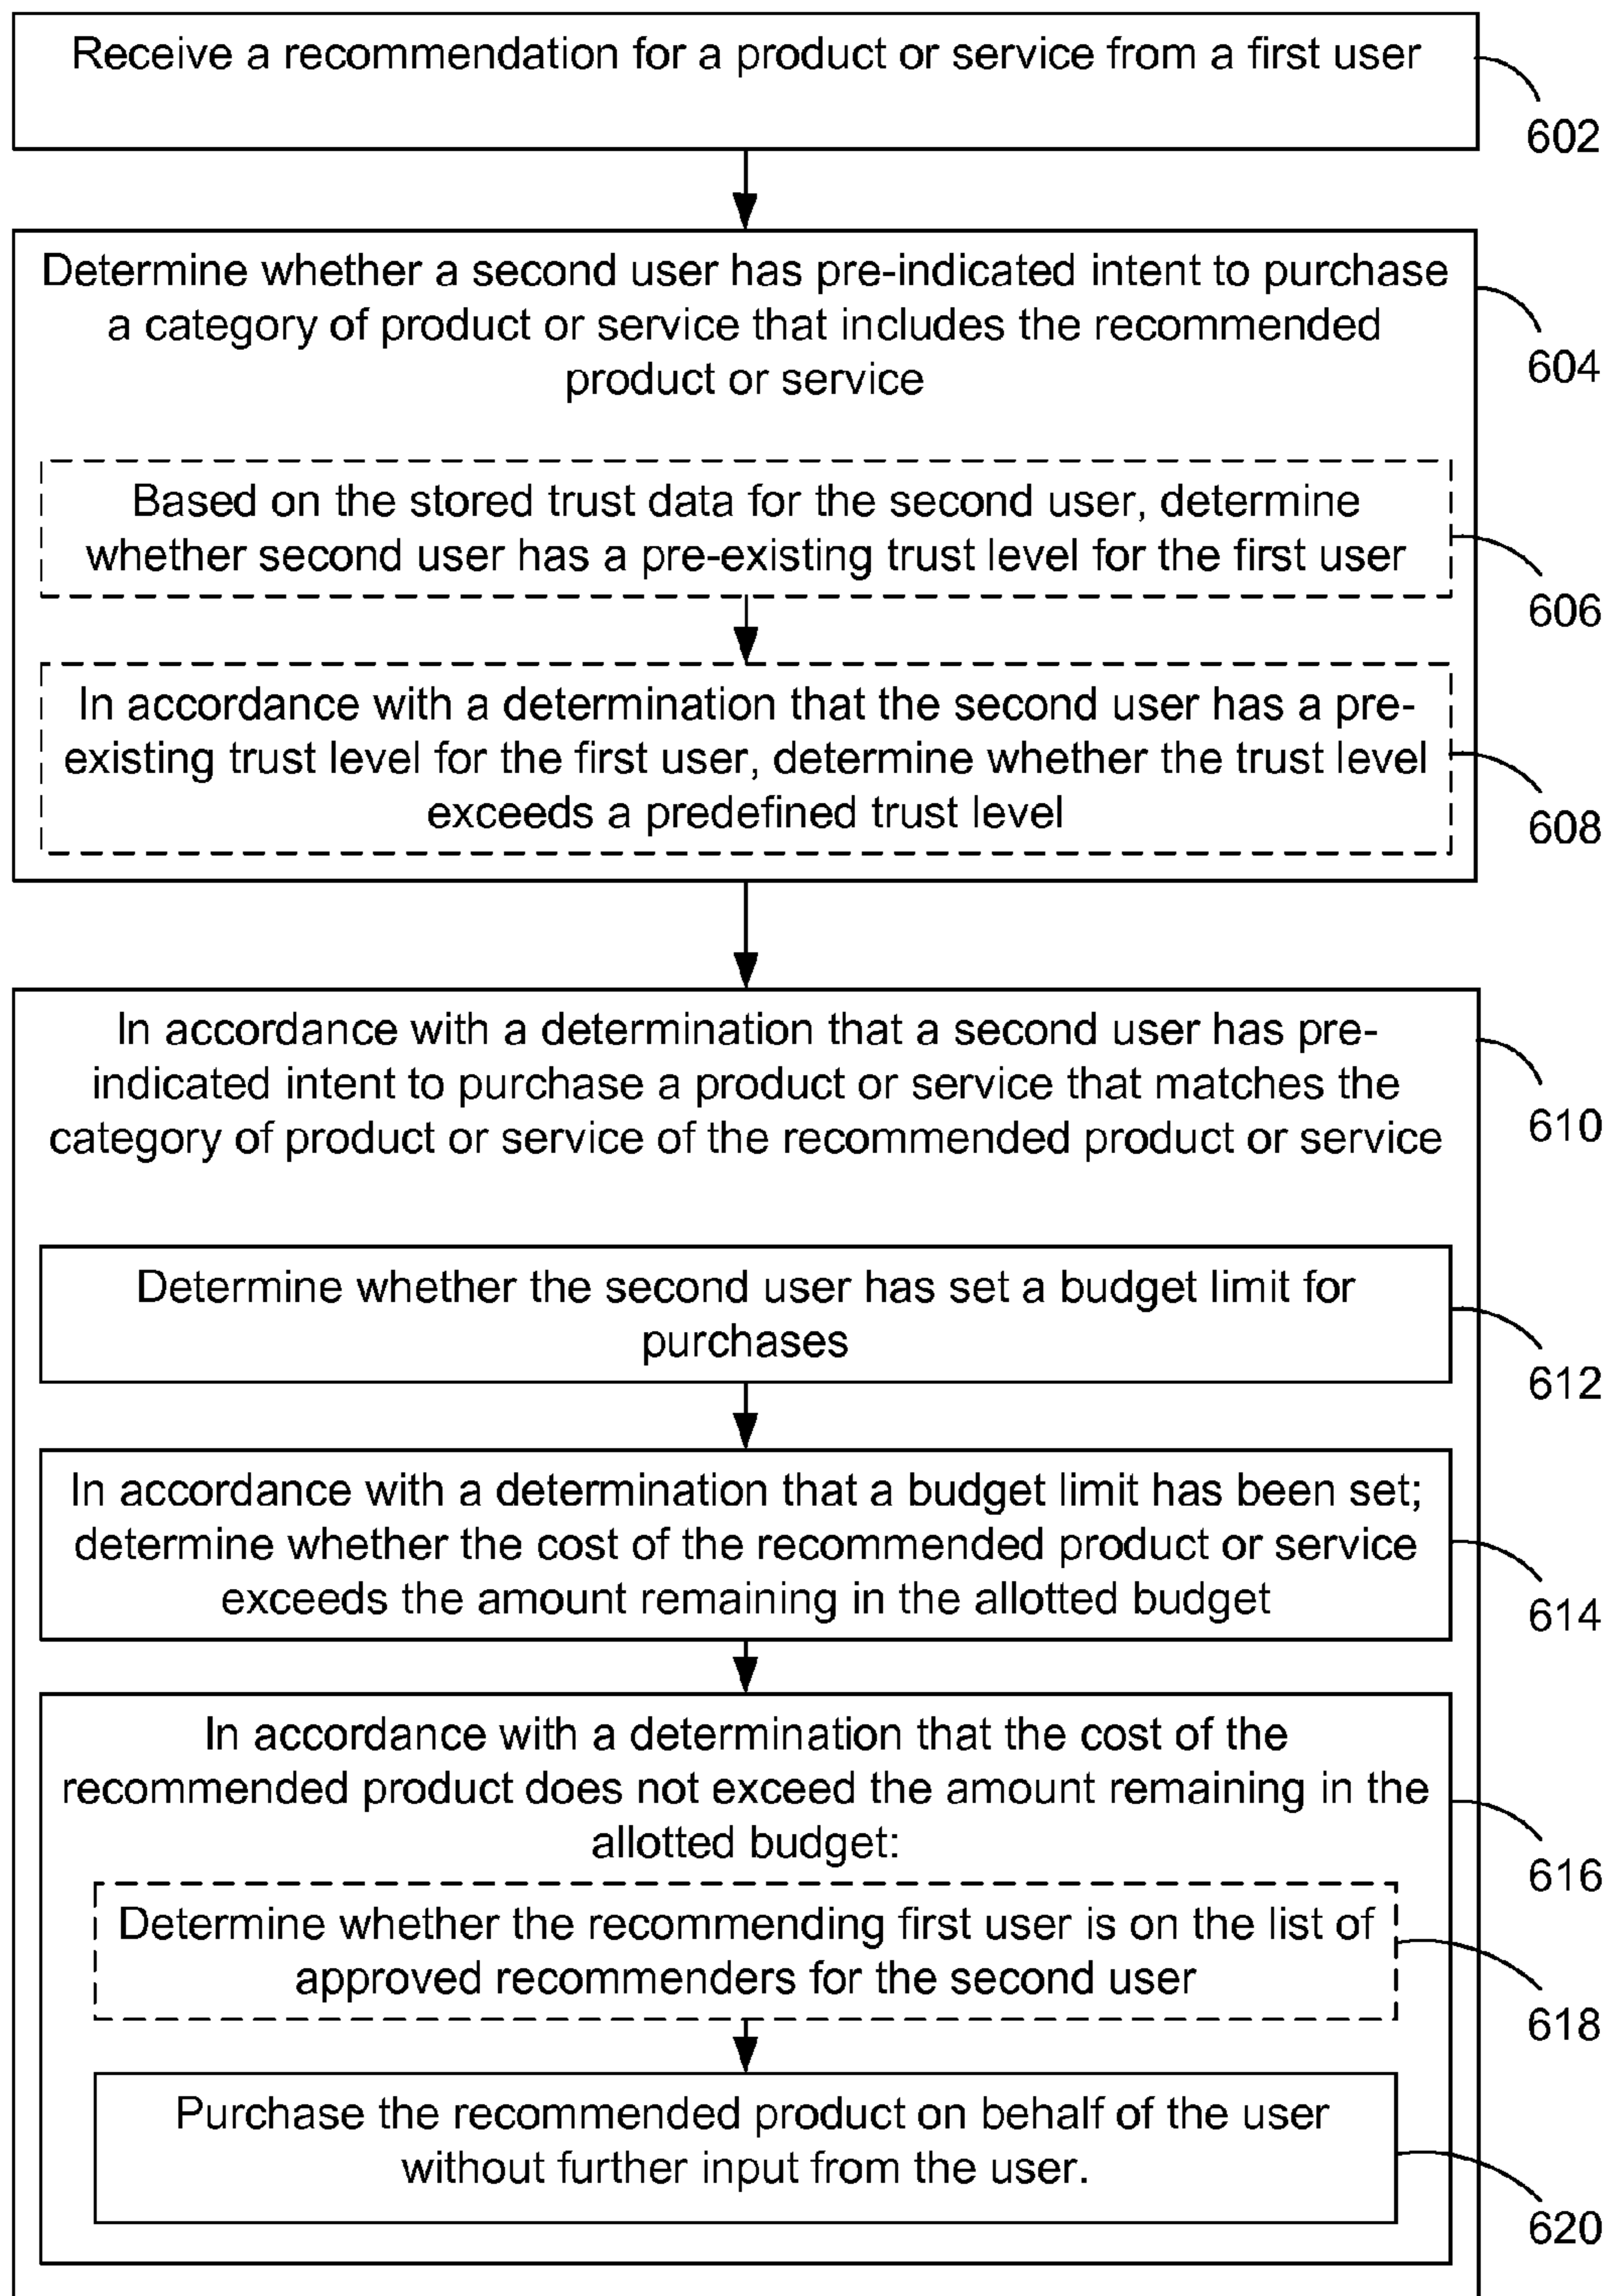 Receive a recommendation for a product or service from a first user
602
Determine whether a second user has pre-indicated intent to purchase
a category of product or service that includes the recommended
product or service
604
Based on the stored trust data for the second user, determine
whether second user has a pre-existing trust level for the first user
606
In accordance with a determination that the second user has a pre-
existing trust level for the first user, determine whether the trust level
exceeds a predefined trust level
608
In accordance with a determination that a second user has pre-
indicated intent to purchase a product or service that matches the
category of product or service of the recommended product or service
610
Determine whether the second user has set a budget limit for
purchases
612
In accordance with a determination that a budget limit has been set;
determine whether the cost of the recommended product or service
exceeds the amount remaining in the allotted budget
614
In accordance with a determination that the cost of the
recommended product does not exceed the amount remaining in the
allotted budget:
616
Determine whether the recommending first user is on the list of
approved recommenders for the second user
618
Purchase the recommended product on behalf of the user
without further input from the user.
620